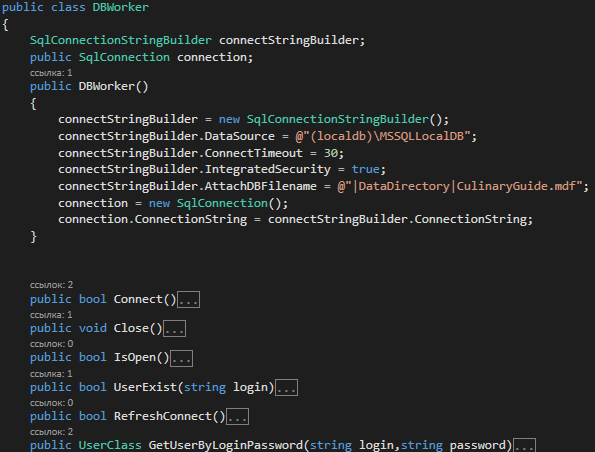 public class DBWorker
{
SqlConnectionStringBuilder connectStringBuilder;
public SqlConnection connection;
ссылка: 1
public DBWorker()
{
connectStringBuilder = new SqlConnectionStringBuilder();
connectStringBuilder.DataSource = @"(localdb)\MSSQLLocalDB";
connectStringBuilder.ConnectTimeout = 30;
connectStringBuilder.IntegratedSecurity = true;
connectStringBuilder.AttachDBFilename = @"|DataDirectory|CulinaryGuide.mdf";
connection = new SqlConnection();
connection.ConnectionString = connectStringBuilder.ConnectionString;
}
ссылок: 2
public bool Connect()...
ссылка: 1
public void Close()...
ссылок: 0
public bool IsOpen()...
ссылка: 1
public bool UserExist(string login)...
ссылок: 0
public bool RefreshConnect()...
ссылок: 2
public UserClass GetUserByLoginPassword(string login,string password)...